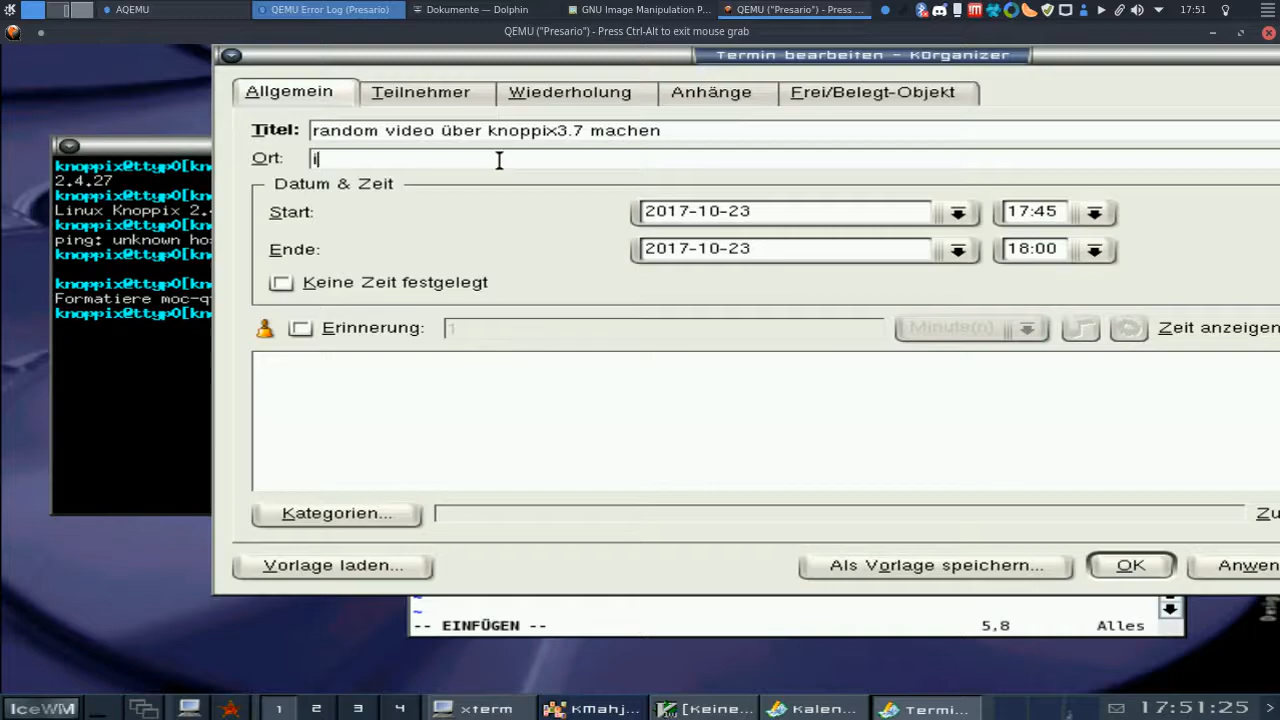 AQEMU
QEMU Error Log (Presario)
Dokumente — Dolphin
GNU Image Manipulation P...
QEMU ("Presario") - Press ...
17:51
QEMU ("Presario") - Press Ctrl-Alt to exit mouse grab
Termin bearbeiten - KOrganizer
Allgemein
Teilnehmer
Wiederholung
Anhänge
Frei/Belegt-Objekt
Titel: random video über knoppix3.7 machen
Ort: i
Datum & Zeit
Start: 2017-10-23 17:45
Ende: 2017-10-23 18:00
Keine Zeit festgelegt
Erinnerung: 1 Minute(n) Zeit anzeigen
Kategorien... Zu
Vorlage laden... Als Vorlage speichern... OK Anwen
knoppix@ttyp0[kn
2.4.27
knoppix@ttyp0[kn
Linux Knoppix 2.
knoppix@ttyp0[kn
ping: unknown ho
knoppix@ttyp0[kn
knoppix@ttyp0[kn
Formatiere moc-q
knoppix@ttyp0[kn
~
~
-- EINFÜGEN -- 5,8 Alles
IceWM 1 2 3 4 xterm kmahj... [Keine... Kalen... Termi... 17:51:25